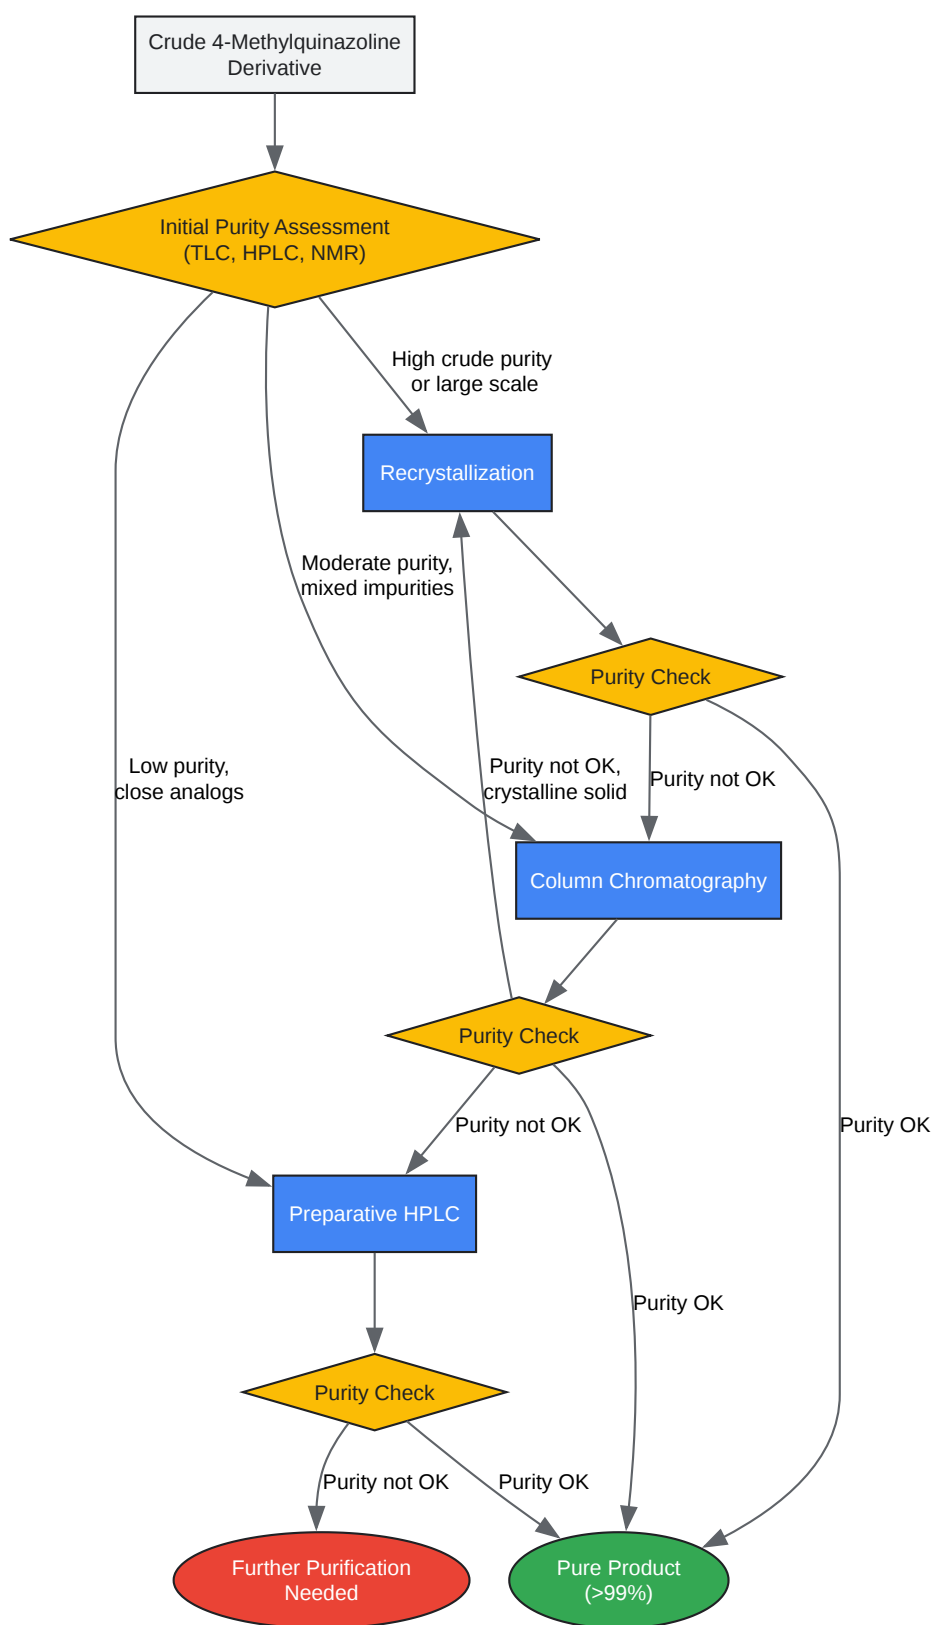 Crude 4-Methylquinazoline
Derivative
Initial Purity Assessment
(TLC, HPLC, NMR)
High crude purity
or large scale
Recrystallization
Moderate purity,
mixed impurities
Purity Check
Low purity,
close analogs
Purity not OK,
crystalline solid
Purity not OK
Column Chromatography
Purity Check
Purity not OK
Purity OK
Preparative HPLC
Purity OK
Purity Check
Purity not OK
Purity OK
Further Purification
Needed
Pure Product
(>99%)